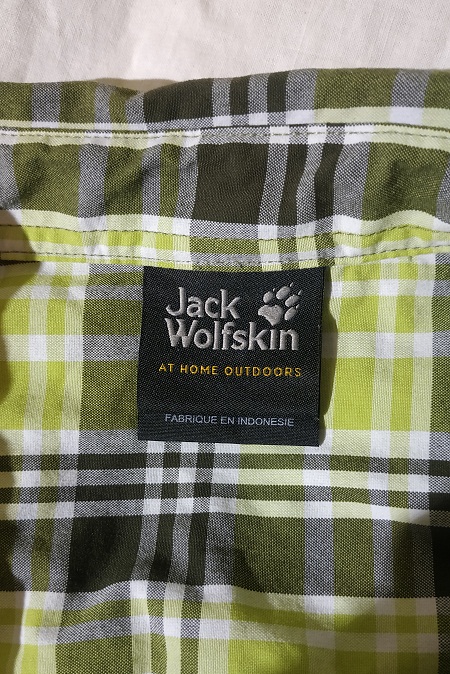 Jack
Wolfskin
AT HOME OUTDOORS
FABRIQUE EN INDONESIE